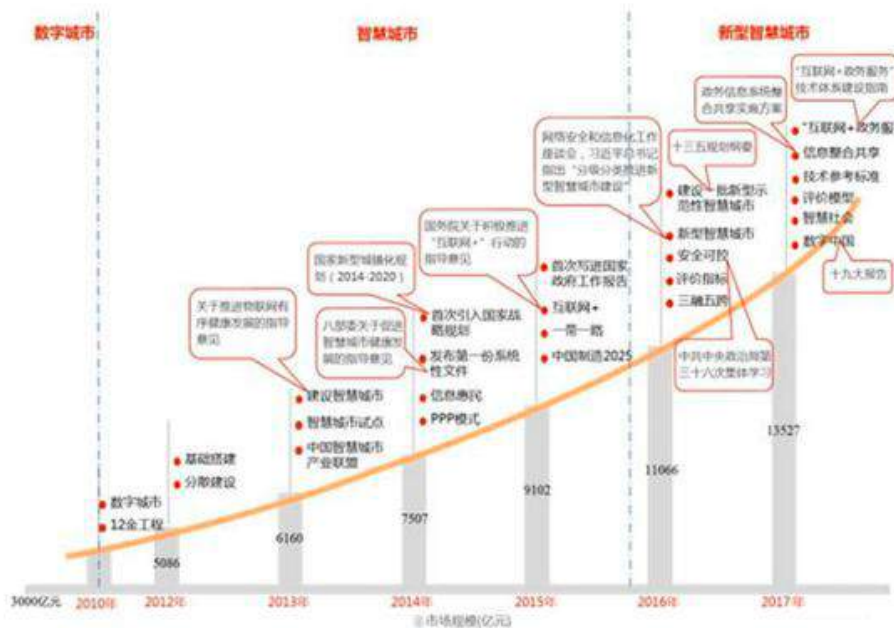 数字城市
智慧城市
新型智慧城市
"互联网+政务服务"
技术体系建设指南
政务信息系统整
合共享实施方案
"互联网+政务服
信息整合共享
技术参考标准
评价模型
智慧社会
数字中国
十九大报告
网络安全和信息化工作
座谈会,习近平总书记
指出"分级分类推进新
型智慧城市建设"
十三五规划纲要
建设一批新型示
范性智慧城市
新型智慧城市
安全可控
评价指标
三融五跨
中共中央政治局第
三十六次集体学习
国务院关于积极推进
"互联网+"行动的
指导意见
首次写进国家
政府工作报告
互联网+
一带一路
中国制造2025
国家新型城镇化规
划(2014-2020)
首次引入国家战
略规划
八部委关于促进
智慧城市健康发
展的指导意见
发布第一份系统
性文件
信息惠民
PPP模式
关于推进物联网有
序健康发展的指导
意见
建设智慧城市
智慧城市试点
中国智慧城市
产业联盟
基础搭建
分散建设
数字城市
12金工程
5086
6160
7507
9102
11066
13527
3000亿元
2010年
2012年
2013年
2014年
2015年
2016年
2017年
市场规模(亿元)